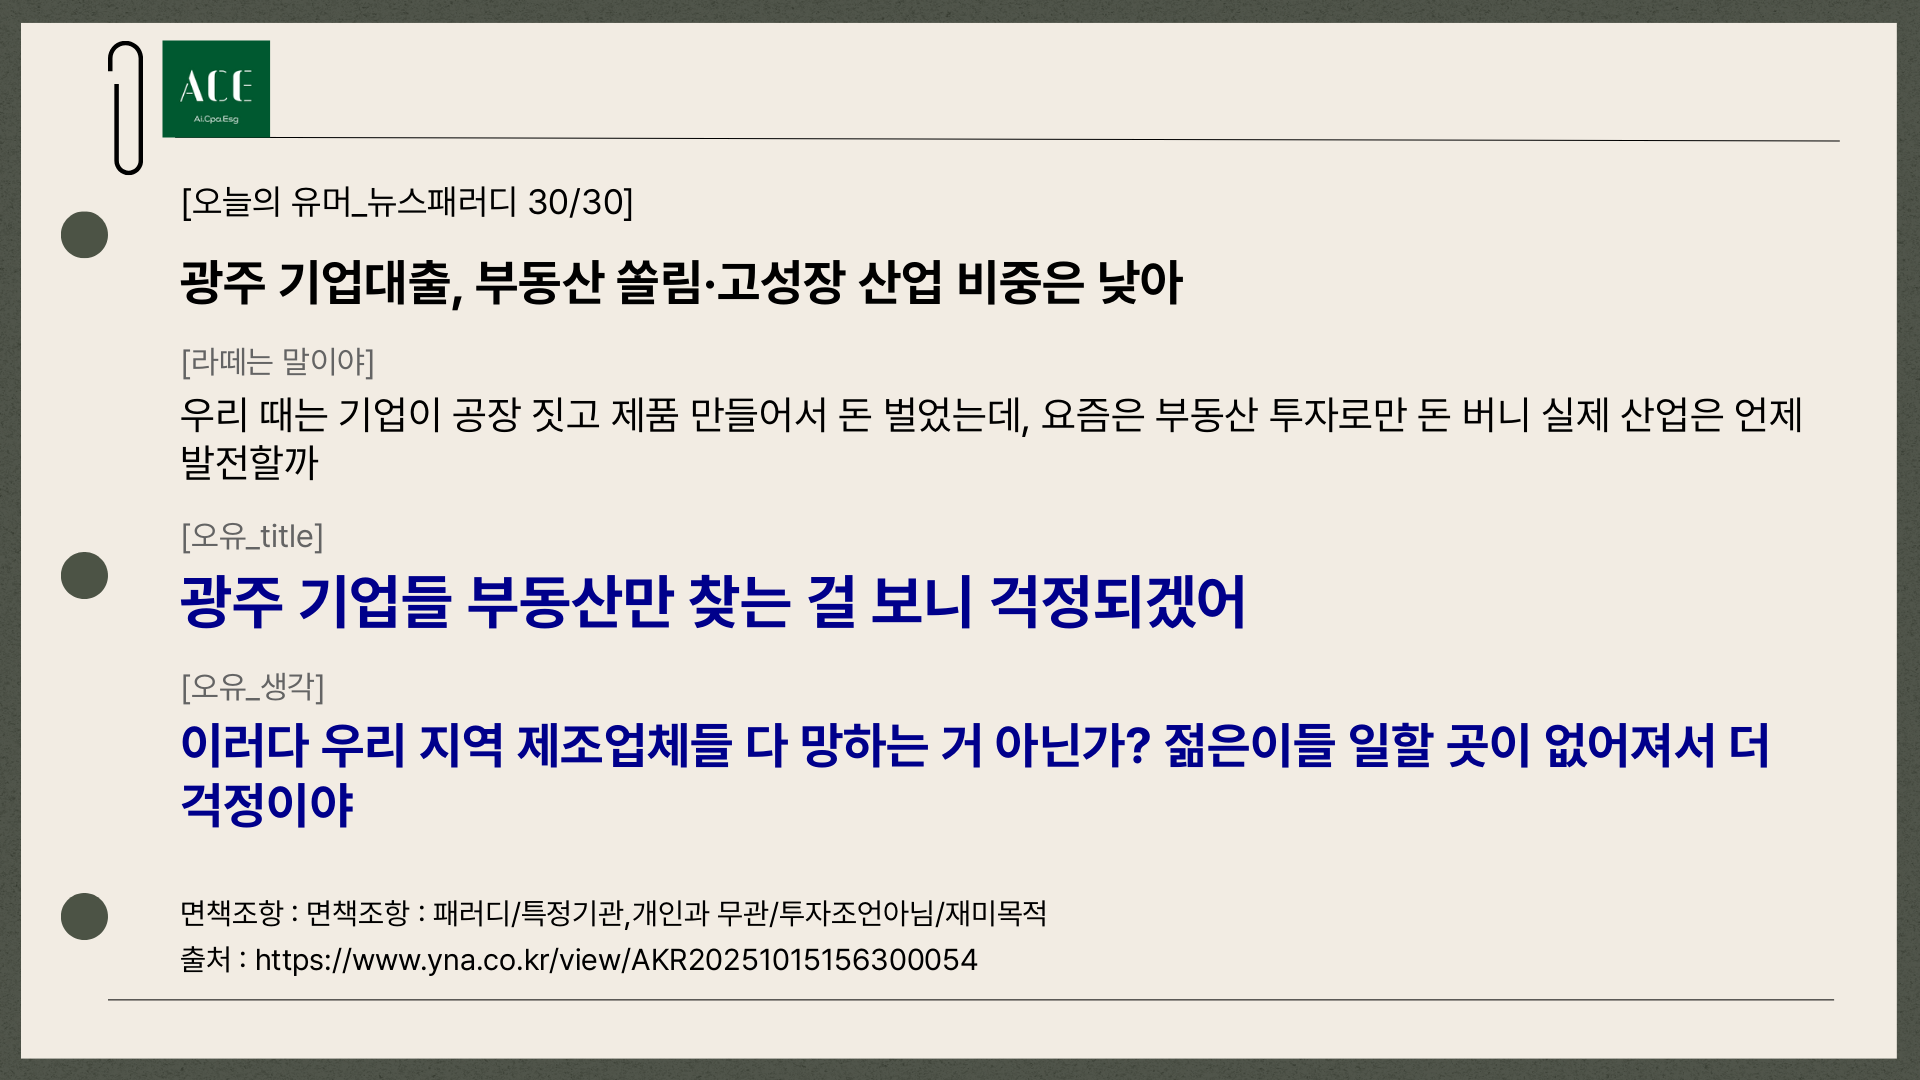 ACE
Ai.Cpa.Esg
[오늘의 유머_뉴스패러디 30/30]
광주 기업대출, 부동산 쏠림·고성장 산업 비중은 낮아
[라떼는 말이야]
우리 때는 기업이 공장 짓고 제품 만들어서 돈 벌었는데, 요즘은 부동산 투자로만 돈 버니 실제 산업은 언제
발전할까
[오유_title]
광주 기업들 부동산만 찾는 걸 보니 걱정되겠어
[오유_생각]
이러다 우리 지역 제조업체들 다 망하는 거 아닌가? 젊은이들 일할 곳이 없어져서 더
걱정이야
면책조항 : 면책조항 : 패러디/특정기관,개인과 무관/투자조언아님/재미목적
출처 : https://www.yna.co.kr/view/AKR20251015156300054